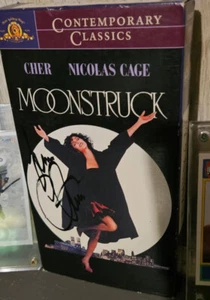 CONTEMPORARY
CLASSICS
CHER NICOLAS CAGE
MOONSTRUCK